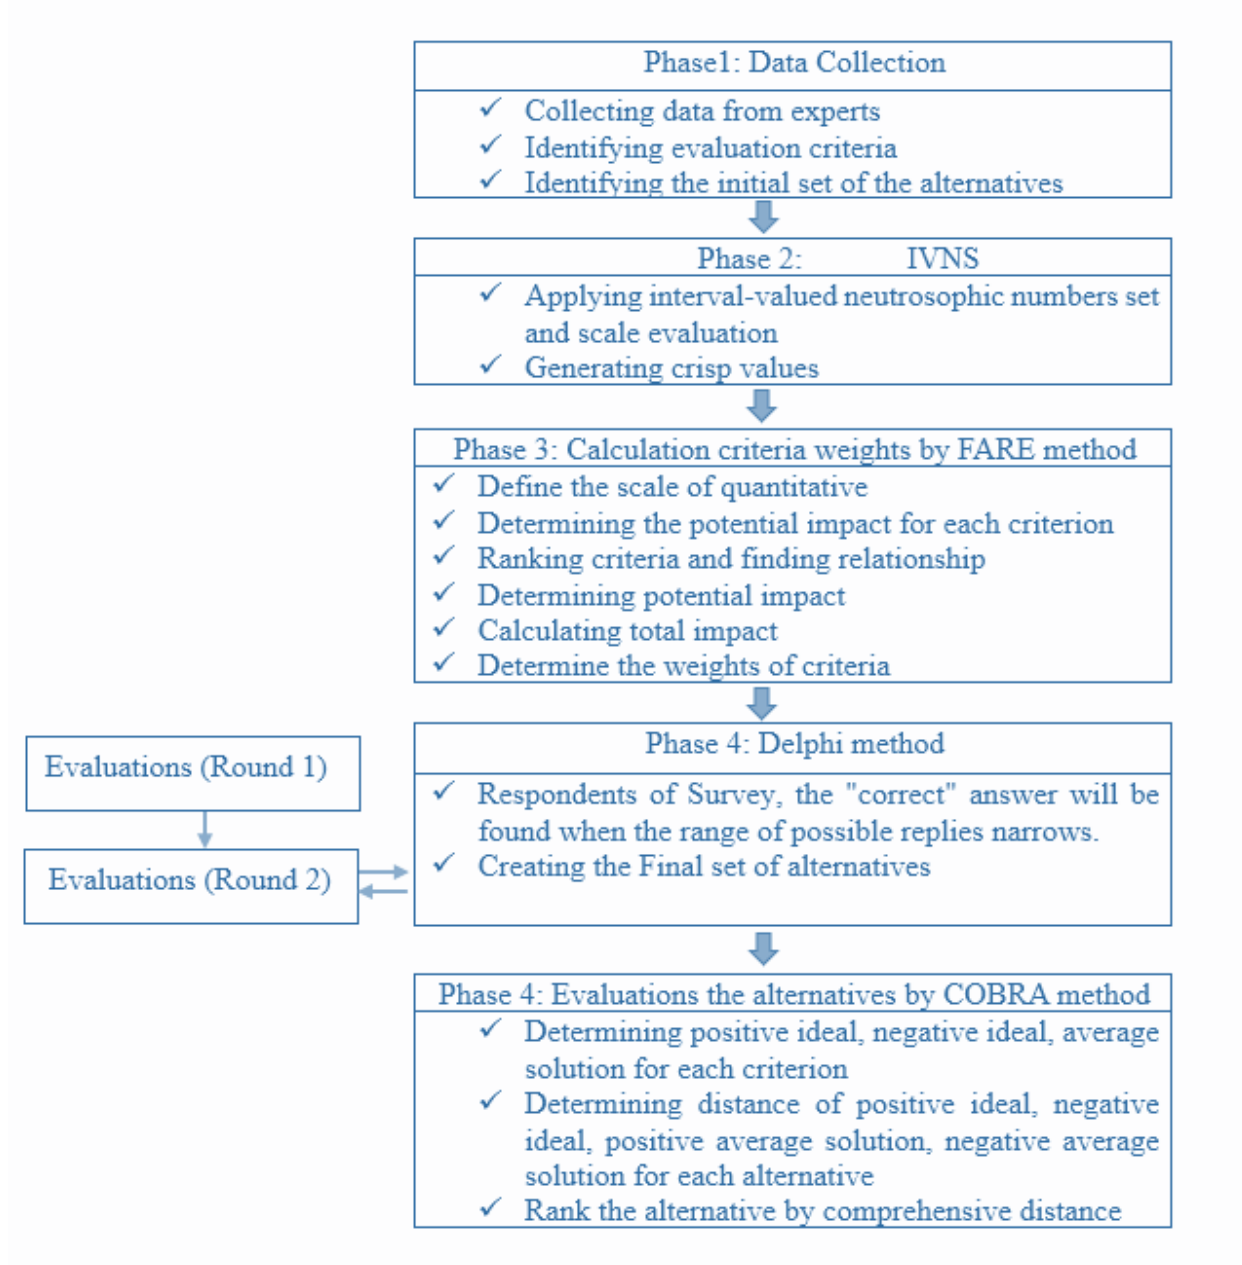 Phase1: Data Collection
✓ Collecting data from experts
✓ Identifying evaluation criteria
✓ Identifying the initial set of the alternatives
Phase 2: IVNS
✓ Applying interval-valued neutrosophic numbers set
and scale evaluation
✓ Generating crisp values
Phase 3: Calculation criteria weights by FARE method
✓ Define the scale of quantitative
✓ Determining the potential impact for each criterion
✓ Ranking criteria and finding relationship
✓ Determining potential impact
✓ Calculating total impact
✓ Determine the weights of criteria
Evaluations (Round 1)
Evaluations (Round 2)
Phase 4: Delphi method
✓ Respondents of Survey, the "correct" answer will be
found when the range of possible replies narrows.
✓ Creating the Final set of alternatives
Phase 4: Evaluations the alternatives by COBRA method
✓ Determining positive ideal, negative ideal, average
solution for each criterion
✓ Determining distance of positive ideal, negative
ideal, positive average solution, negative average
solution for each alternative
✓ Rank the alternative by comprehensive distance